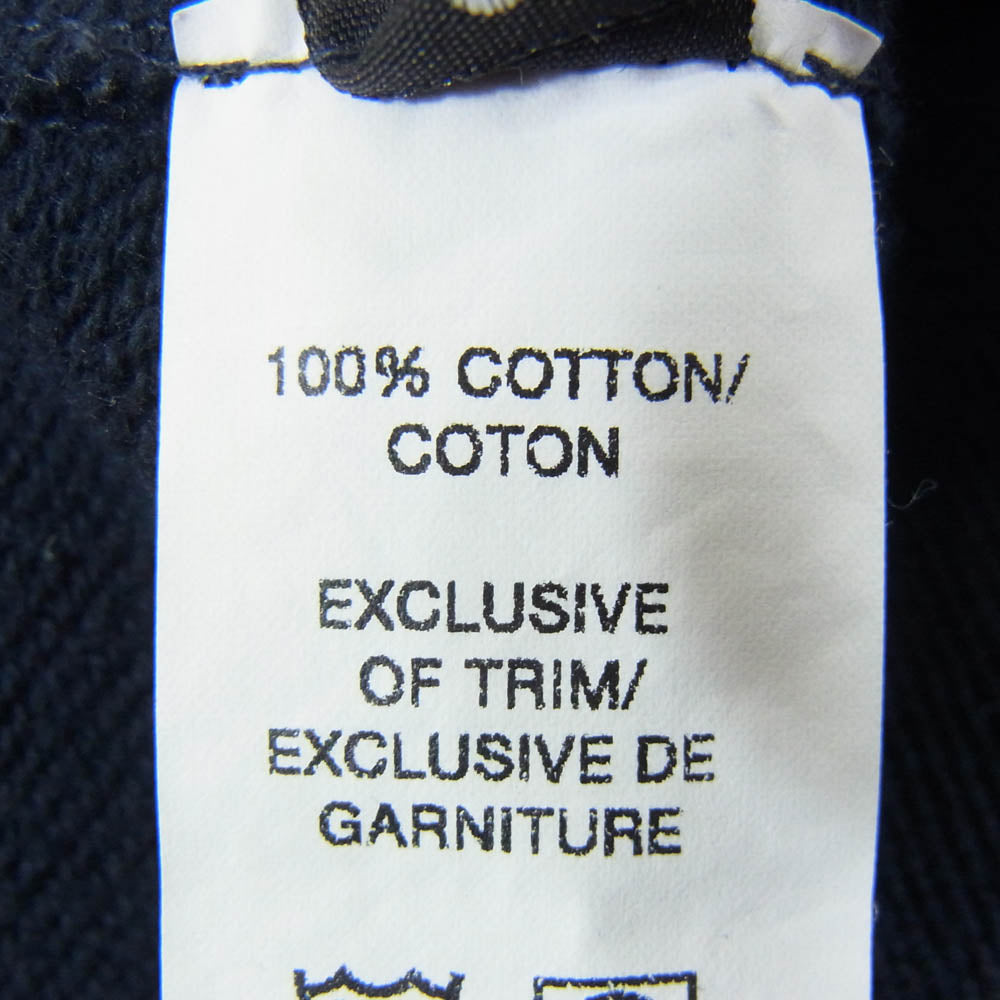 100% COTTON/
COTON
EXCLUSIVE
OF TRIM/
EXCLUSIVE DE
GARNITURE